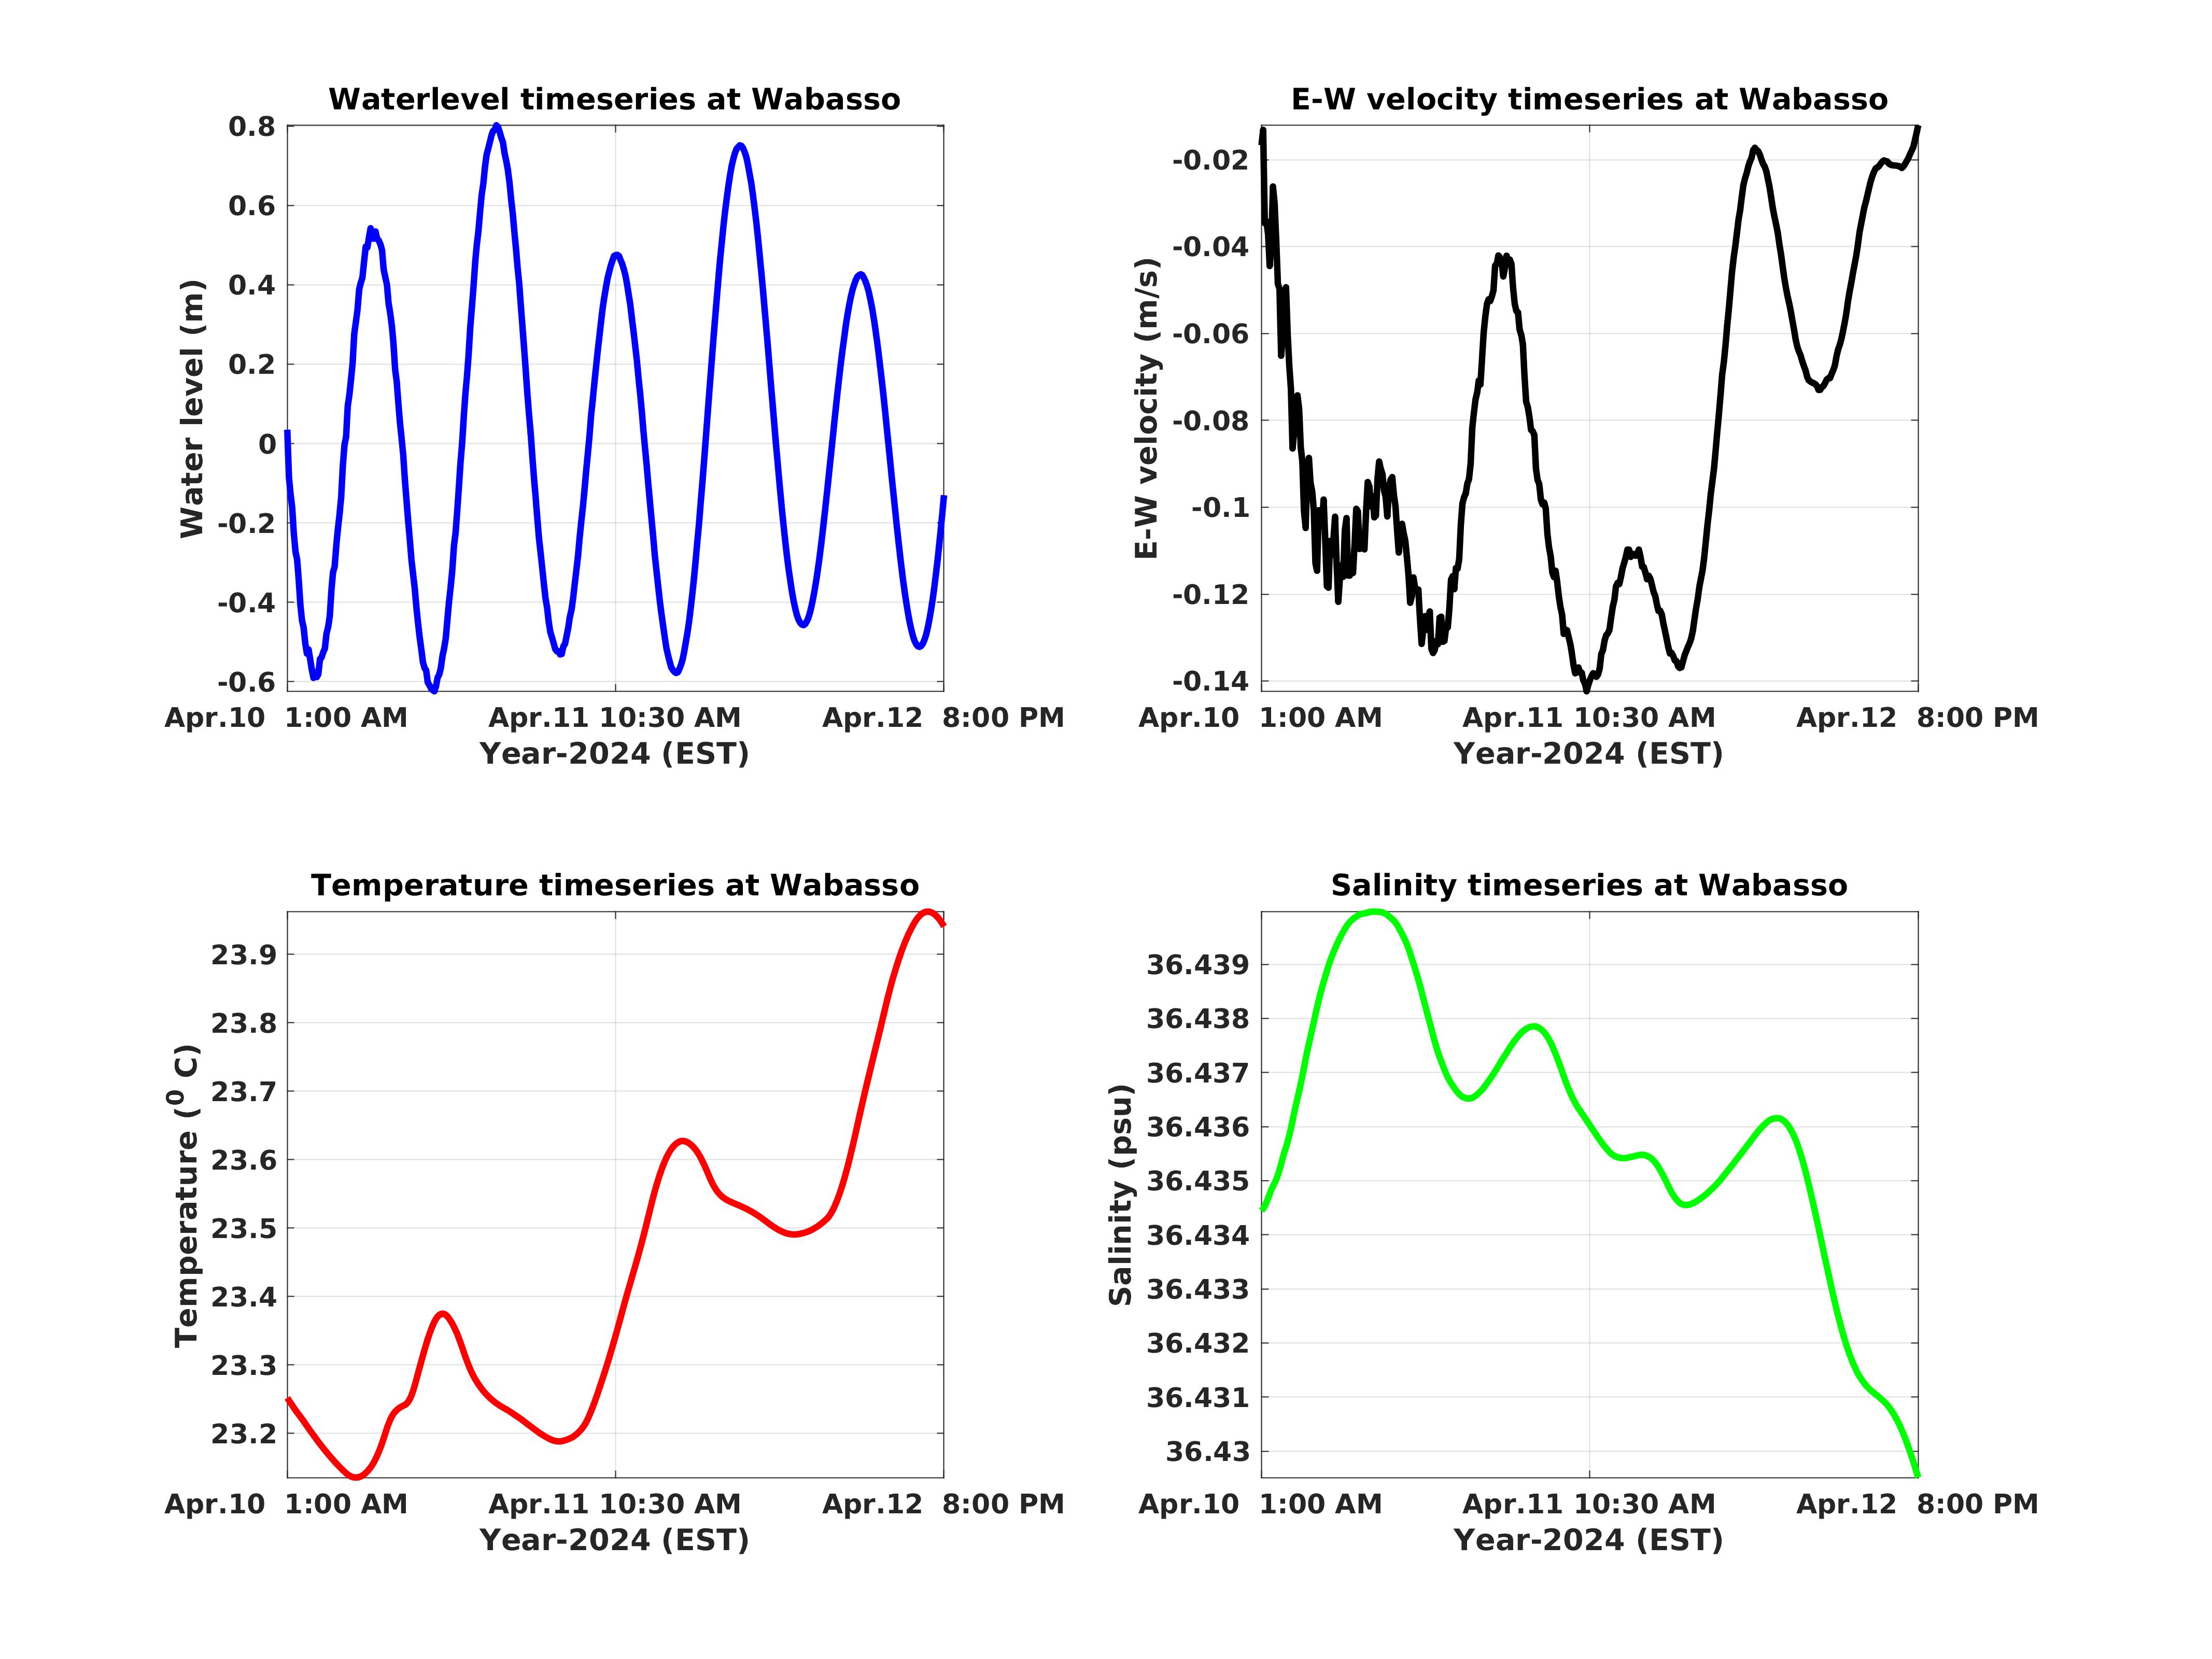 Waterlevel timeseries at Wabasso
Water level (m)
0.8
0.6
0.4
0.2
0
-0.2
-0.4
-0.6
Apr.10 1:00 AM
Apr.11 10:30 AM
Apr.12 8:00 PM
Year-2024 (EST)
E-W velocity timeseries at Wabasso
E-W velocity (m/s)
-0.02
-0.04
-0.06
-0.08
-0.1
-0.12
-0.14
Apr.10 1:00 AM
Apr.11 10:30 AM
Apr.12 8:00 PM
Year-2024 (EST)
Temperature timeseries at Wabasso
Temperature (⁰ C)
23.9
23.8
23.7
23.6
23.5
23.4
23.3
23.2
Apr.10 1:00 AM
Apr.11 10:30 AM
Apr.12 8:00 PM
Year-2024 (EST)
Salinity timeseries at Wabasso
Salinity (psu)
36.439
36.438
36.437
36.436
36.435
36.434
36.433
36.432
36.431
36.43
Apr.10 1:00 AM
Apr.11 10:30 AM
Apr.12 8:00 PM
Year-2024 (EST)